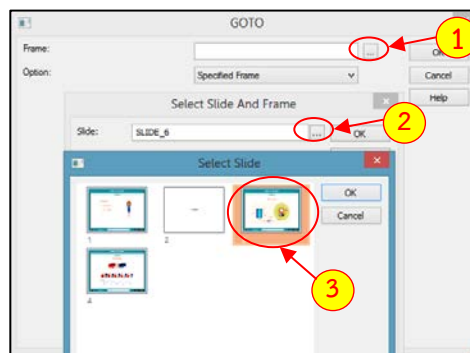 GOTO
Frame:
...
1
Option:
Specified Frame
Cancel
Help
Select Slide And Frame
2
Slide:
SLIDE_6
...
OK
Select Slide
OK
Cancel
1
2
3
4